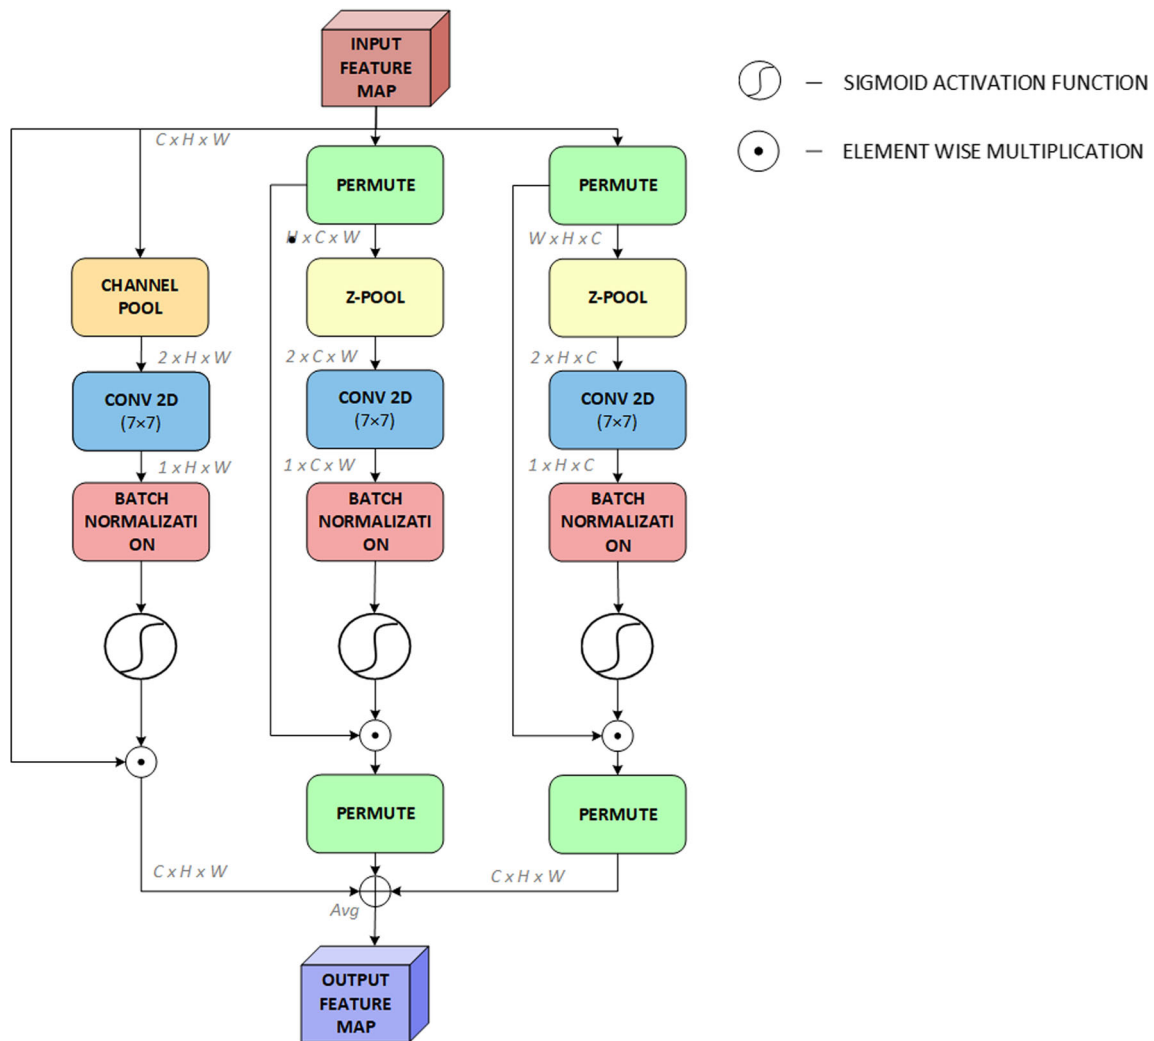 INPUT
FEATURE
MAP
SIGMOID ACTIVATION FUNCTION
ELEMENT WISE MULTIPLICATION
C x H x W
PERMUTE
PERMUTE
H x C x W
W x H x C
CHANNEL
POOL
Z-POOL
Z-POOL
2 x H x W
2 x C x W
2 x H x C
CONV 2D
(7×7)
CONV 2D
(7×7)
CONV 2D
(7×7)
1 x H x W
1 x C x W
1 x H x C
BATCH
NORMALIZATI
ON
BATCH
NORMALIZATI
ON
BATCH
NORMALIZATI
ON
PERMUTE
PERMUTE
C x H x W
C x H x W
Avg
OUTPUT
FEATURE
MAP